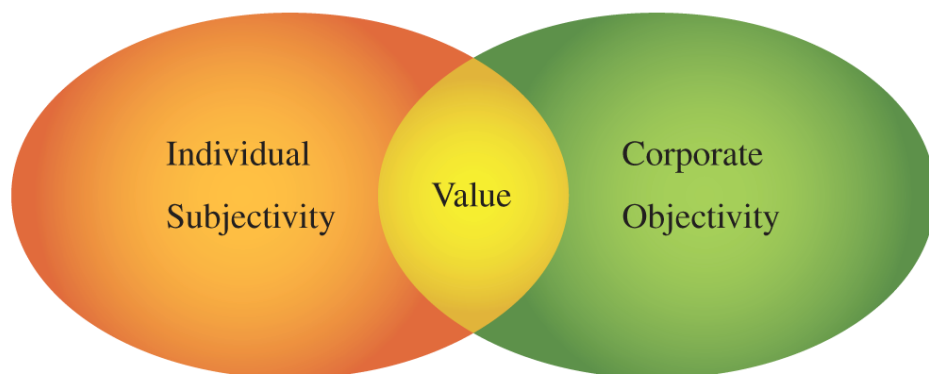 Individual
Subjectivity
Value
Corporate
Objectivity